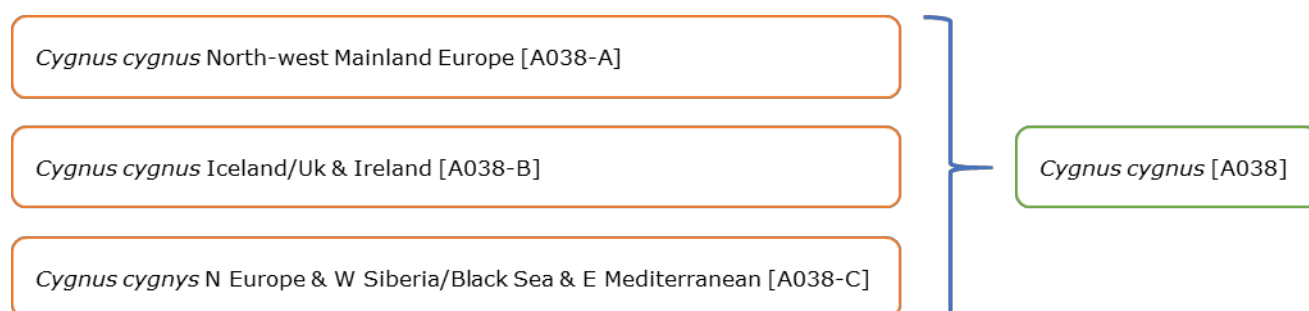 Cygnus cygnus North-west Mainland Europe [A038-A]
Cygnus cygnus Iceland/Uk & Ireland [A038-B]
Cygnus cygnus [A038]
Cygnus cygnys N Europe & W Siberia/Black Sea & E Mediterranean [A038-C]